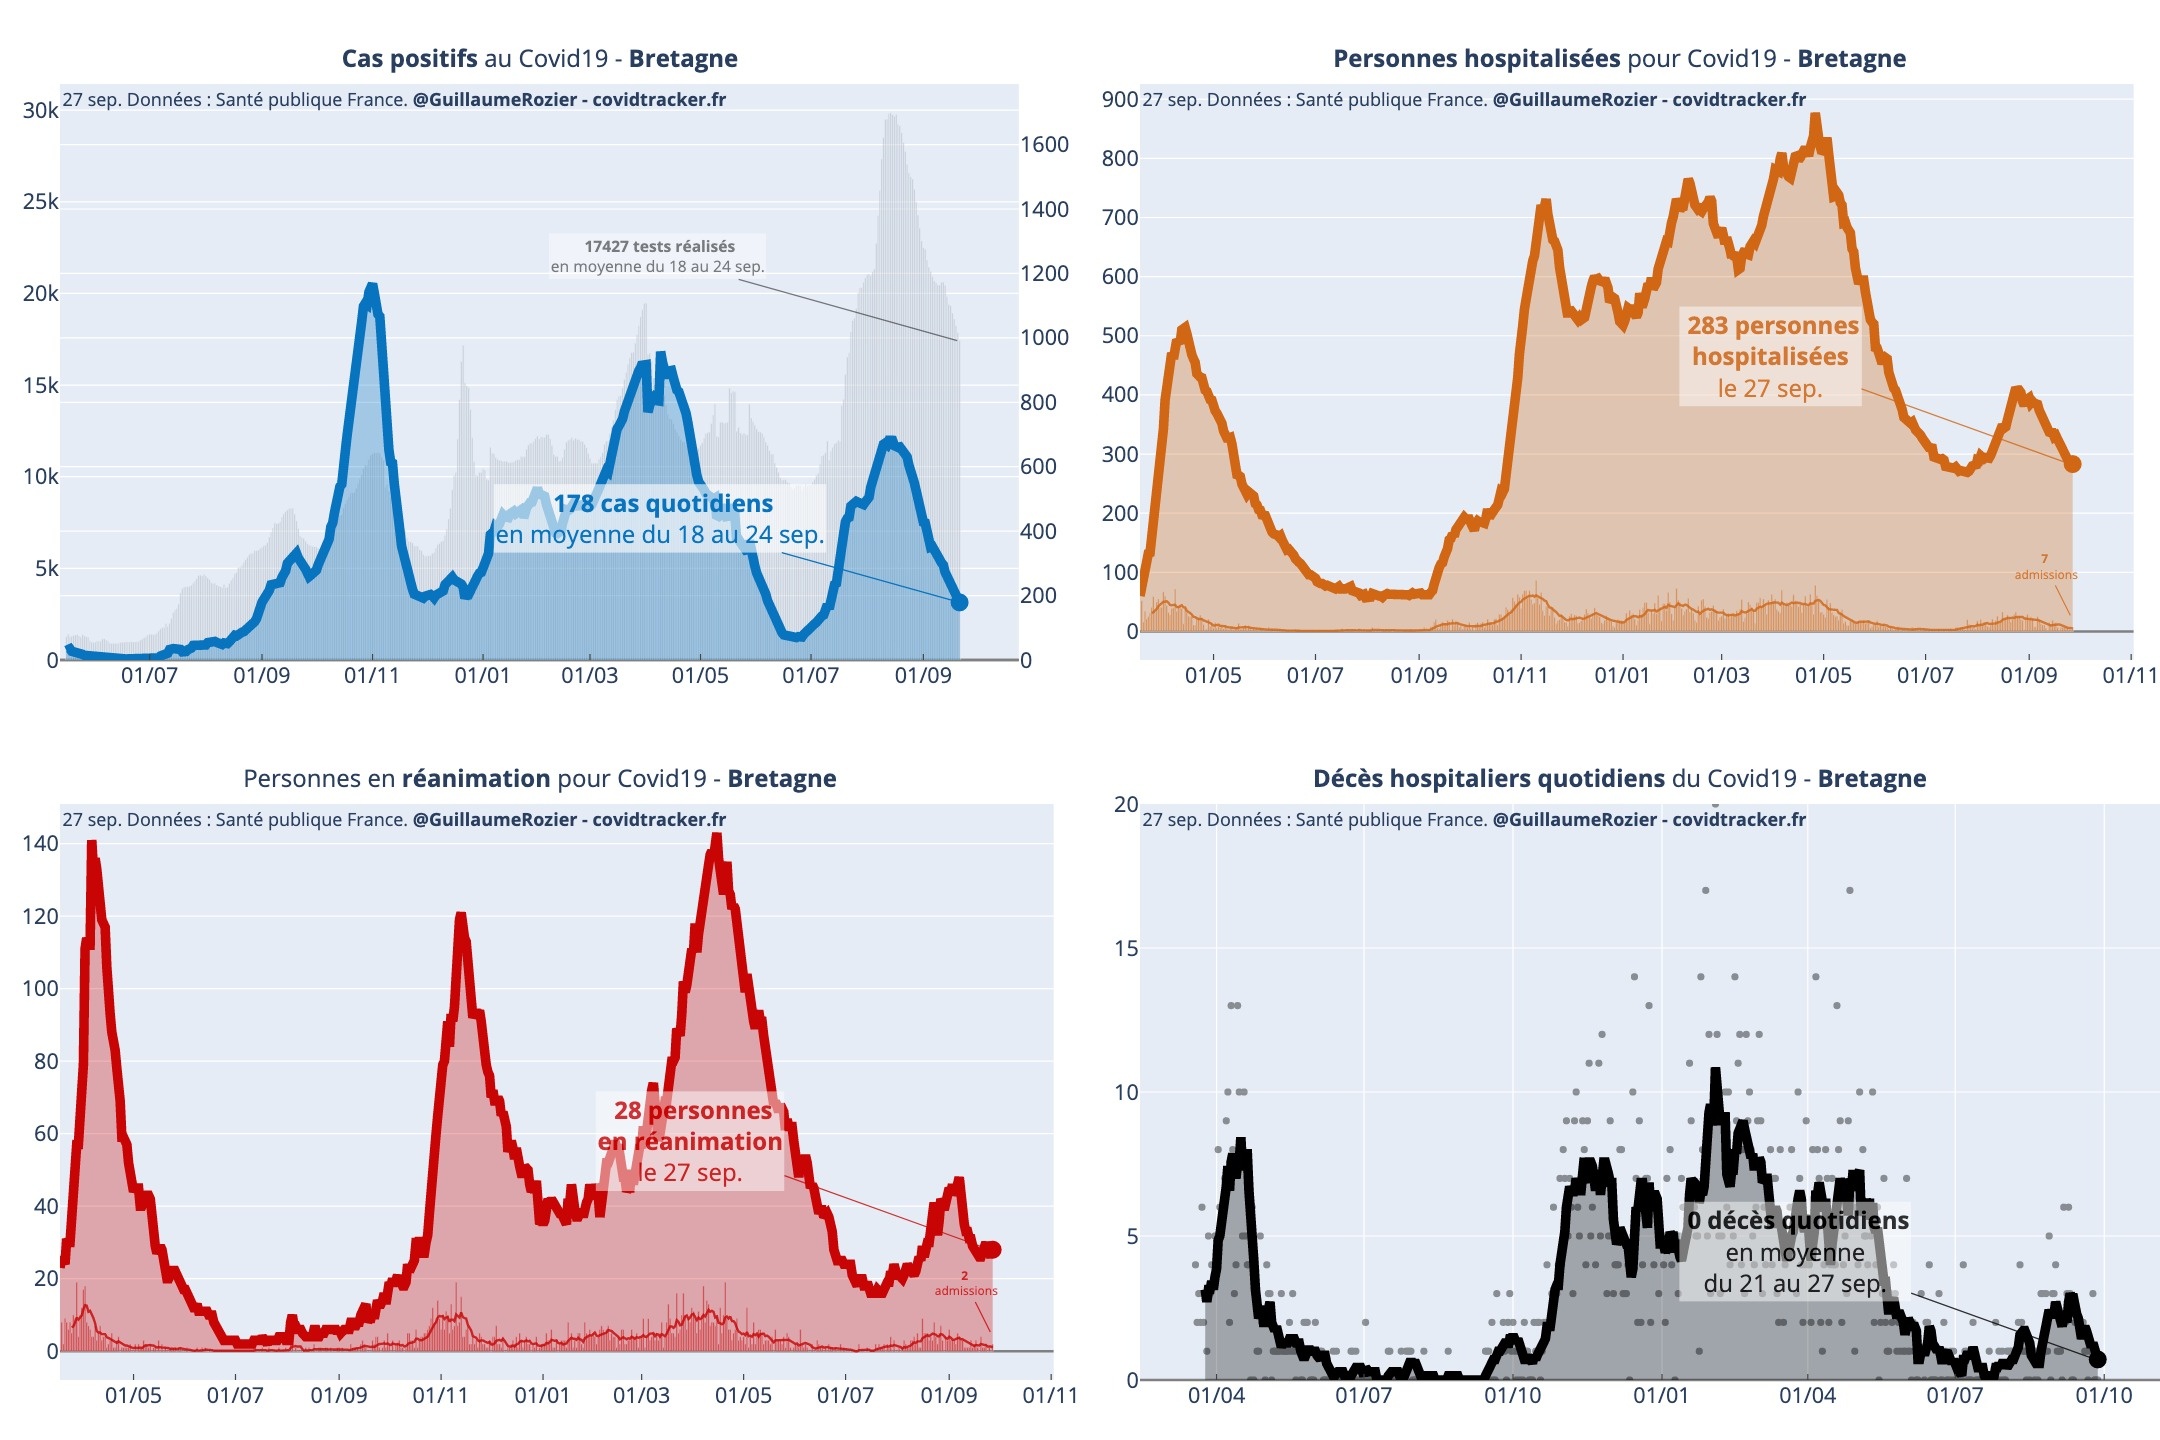 Cas positifs au Covid19 - Bretagne
27 sep. Données : Santé publique France. @GuillaumeRozier - covidtracker.fr
30k
25k
20k
15k
10k
5k
0
1600
1400
1200
1000
800
600
400
200
0
17427 tests réalisés
en moyenne du 18 au 24 sep.
178 cas quotidiens
en moyenne du 18 au 24 sep.
01/07 01/09 01/11 01/01 01/03 01/05 01/07 01/09
Personnes hospitalisées pour Covid19 - Bretagne
27 sep. Données : Santé publique France. @GuillaumeRozier - covidtracker.fr
900
800
700
600
500
400
300
200
100
0
283 personnes
hospitalisées
le 27 sep.
7
admissions
01/05 01/07 01/09 01/11 01/01 01/03 01/05 01/07 01/09 01/11
Personnes en réanimation pour Covid19 - Bretagne
27 sep. Données : Santé publique France. @GuillaumeRozier - covidtracker.fr
140
120
100
80
60
40
20
0
28 personnes
en réanimation
le 27 sep.
2
admissions
01/05 01/07 01/09 01/11 01/01 01/03 01/05 01/07 01/09 01/11
Décès hospitaliers quotidiens du Covid19 - Bretagne
27 sep. Données : Santé publique France. @GuillaumeRozier - covidtracker.fr
20
15
10
5
0
0 décès quotidiens
en moyenne
du 21 au 27 sep.
01/04 01/07 01/10 01/01 01/04 01/07 01/10